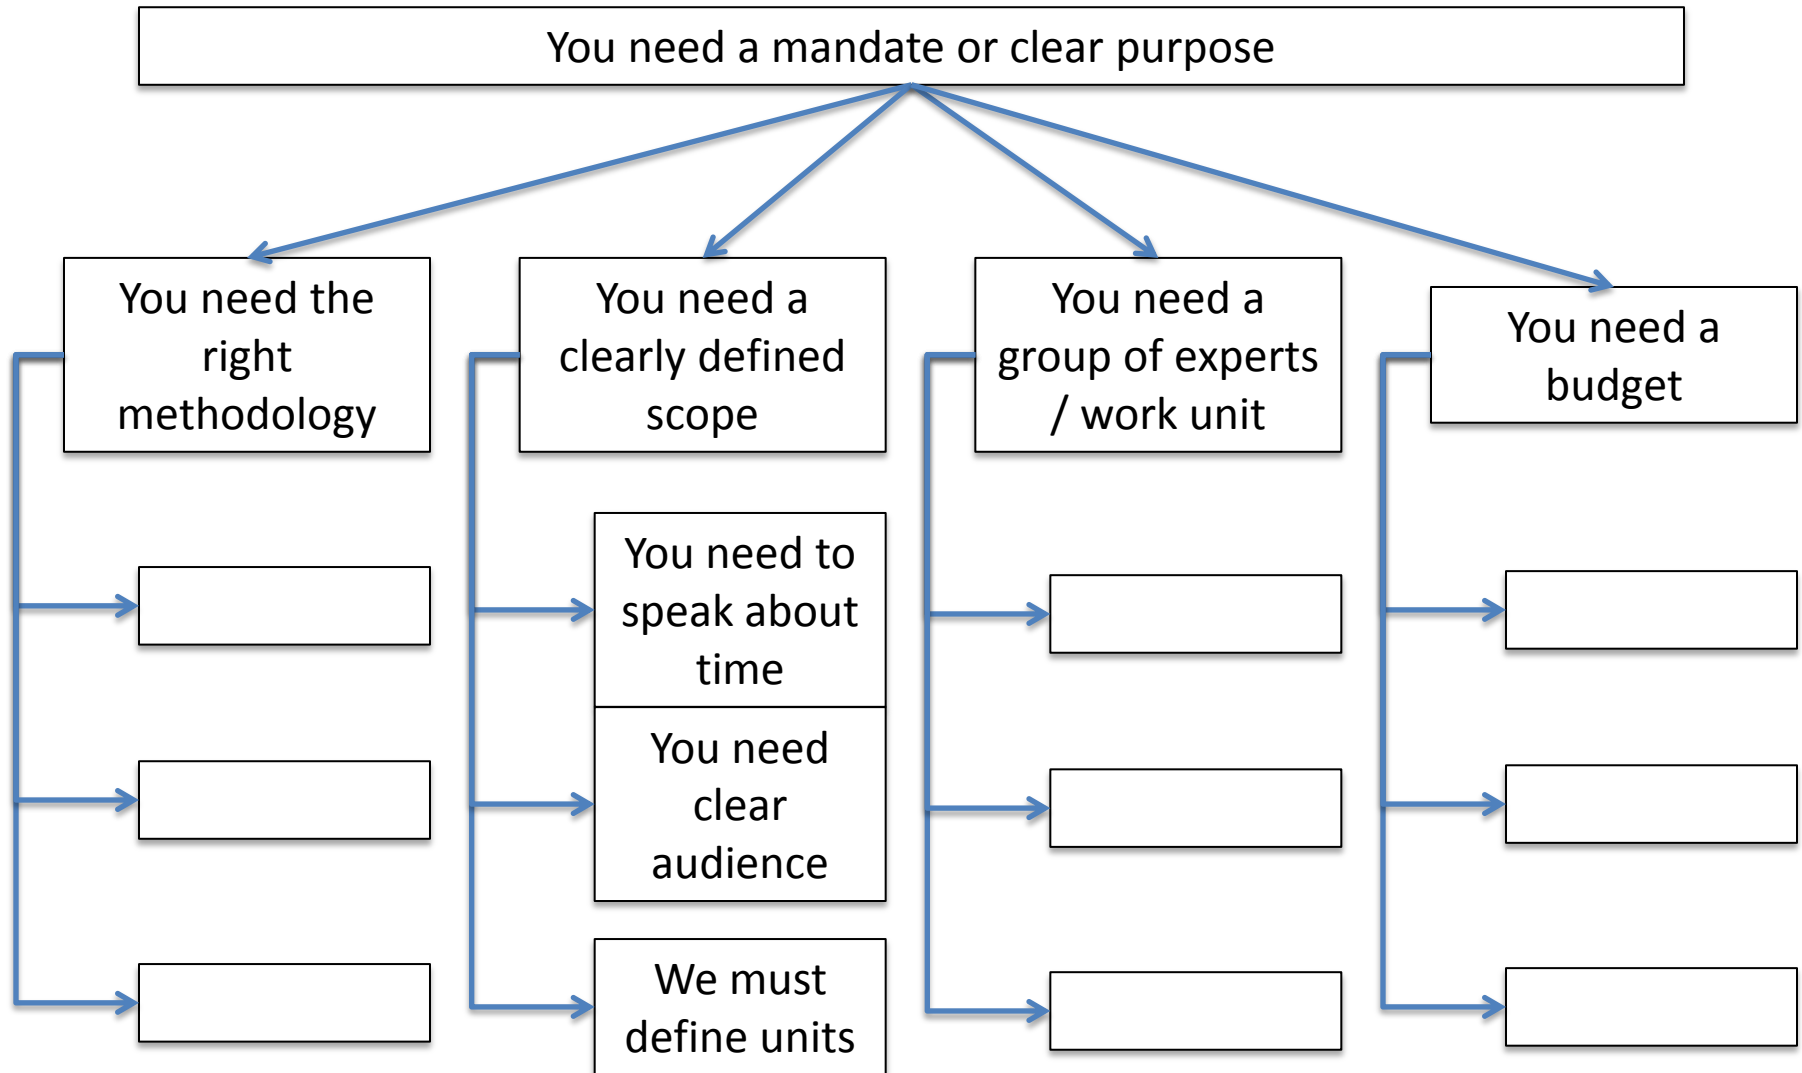 You need a mandate or clear purpose
You need the
right
methodology
You need a
clearly defined
scope
You need a
group of experts
/ work unit
You need a
budget
You need to
speak about
time
You need
clear
audience
We must
define units